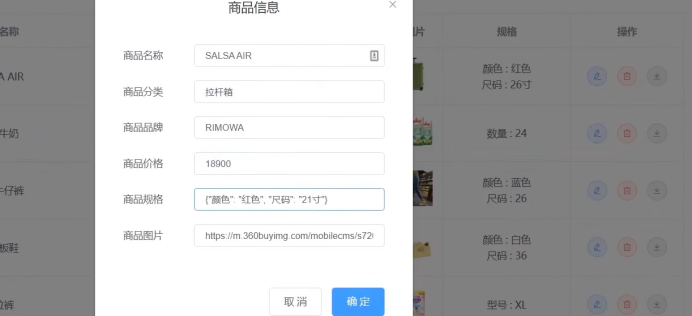 商品信息
名称
片
规格
操作
商品名称
SALSA AIR
A AIR
颜色 : 红色
尺码 : 26寸
商品分类
拉杆箱
商品品牌
RIMOWA
牛奶
数量 : 24
商品价格
18900
仔裤
颜色 : 蓝色
尺码 : 26
商品规格
{"颜色": "红色", "尺码": "21寸"}
商品图片
https://m.360buyimg.com/mobilecms/s720
板鞋
颜色 : 白色
尺码 : 36
拉裤
型号 : XL
取 消
确 定